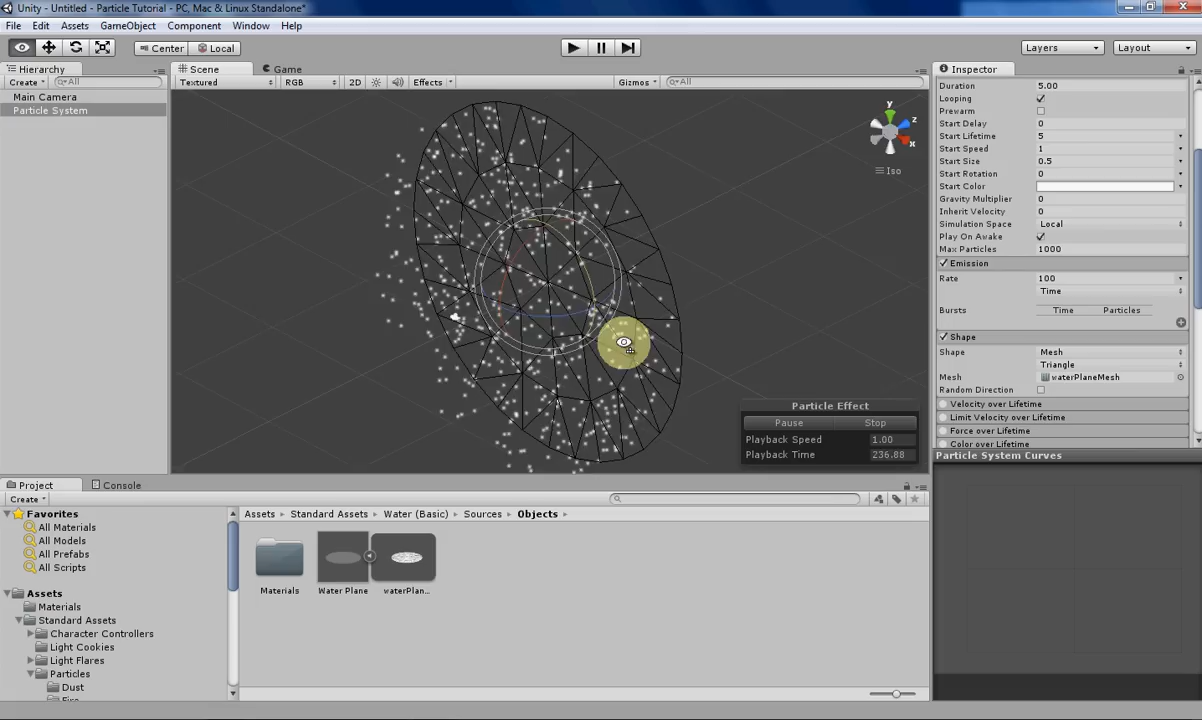 Unity - Untitled - Particle Tutorial - PC, Mac & Linux Standalone*
File Edit Assets GameObject Component Window Help
Center Local Layers Layout
Hierarchy
Create All
Main Camera
Particle System
Scene Game
Textured RGB 2D Effects Gizmos All
y
z
x
Iso
Particle Effect
Pause Stop
Playback Speed 1.00
Playback Time 236.88
Inspector
Duration 5.00
Looping
Prewarm
Start Delay 0
Start Lifetime 5
Start Speed 1
Start Size 0.5
Start Rotation 0
Start Color
Gravity Multiplier 0
Inherit Velocity 0
Simulation Space Local
Play On Awake
Max Particles 1000
Emission
Rate 100
Time
Bursts Time Particles
Shape
Shape Mesh
Triangle
Mesh waterPlaneMesh
Random Direction
Velocity over Lifetime
Limit Velocity over Lifetime
Force over Lifetime
Color over Lifetime
Particle System Curves
Project Console
Create
Favorites
All Materials
All Models
All Prefabs
All Scripts
Assets
Materials
Standard Assets
Character Controllers
Light Cookies
Light Flares
Particles
Dust
Fire
Assets Standard Assets Water (Basic) Sources Objects
Materials Water Plane waterPlan...